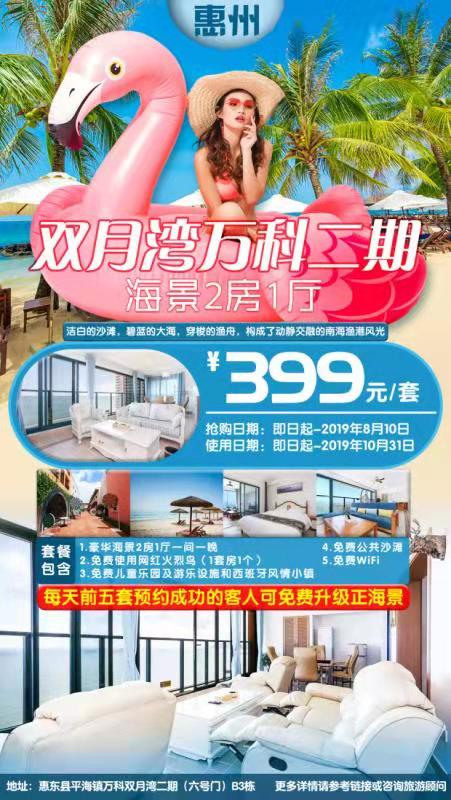 惠州
双月湾万科二期
海景2房1厅
洁白的沙滩，碧蓝的大海，穿梭的渔舟，构成了动静交融的南海渔港风光
¥399元/套
抢购日期：即日起-2019年8月10日
使用日期：即日起-2019年10月31日
套餐包含
1.豪华海景2房1厅一间一晚
2.免费使用网红火烈鸟（1套房1个）
3.免费儿童乐园及游乐设施和西班牙风情小镇
4.免费公共沙滩
5.免费WiFi
每天前五套预约成功的客人可免费升级正海景
地址：惠东县平海镇万科双月湾二期（六号门）B3栋 更多详情请参考链接或咨询旅游顾问